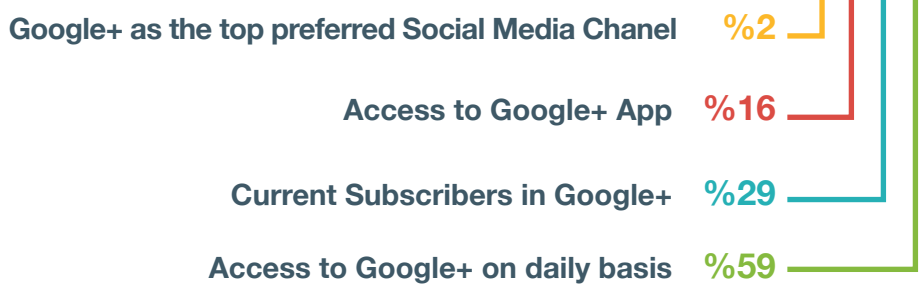 Google+ as the top preferred Social Media Chanel %2
Access to Google+ App %16
Current Subscribers in Google+ %29
Access to Google+ on daily basis %59